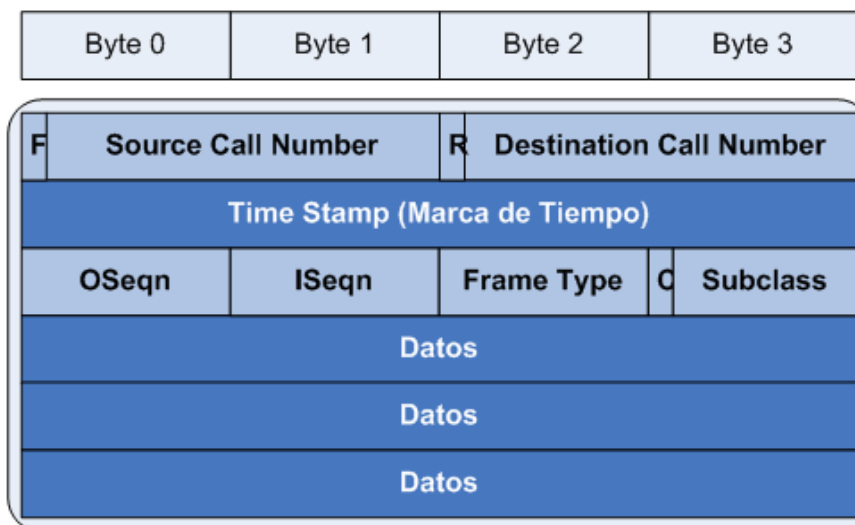 Byte 0 Byte 1 Byte 2 Byte 3
F Source Call Number R Destination Call Number
Time Stamp (Marca de Tiempo)
OSeqn ISeqn Frame Type C Subclass
Datos
Datos
Datos